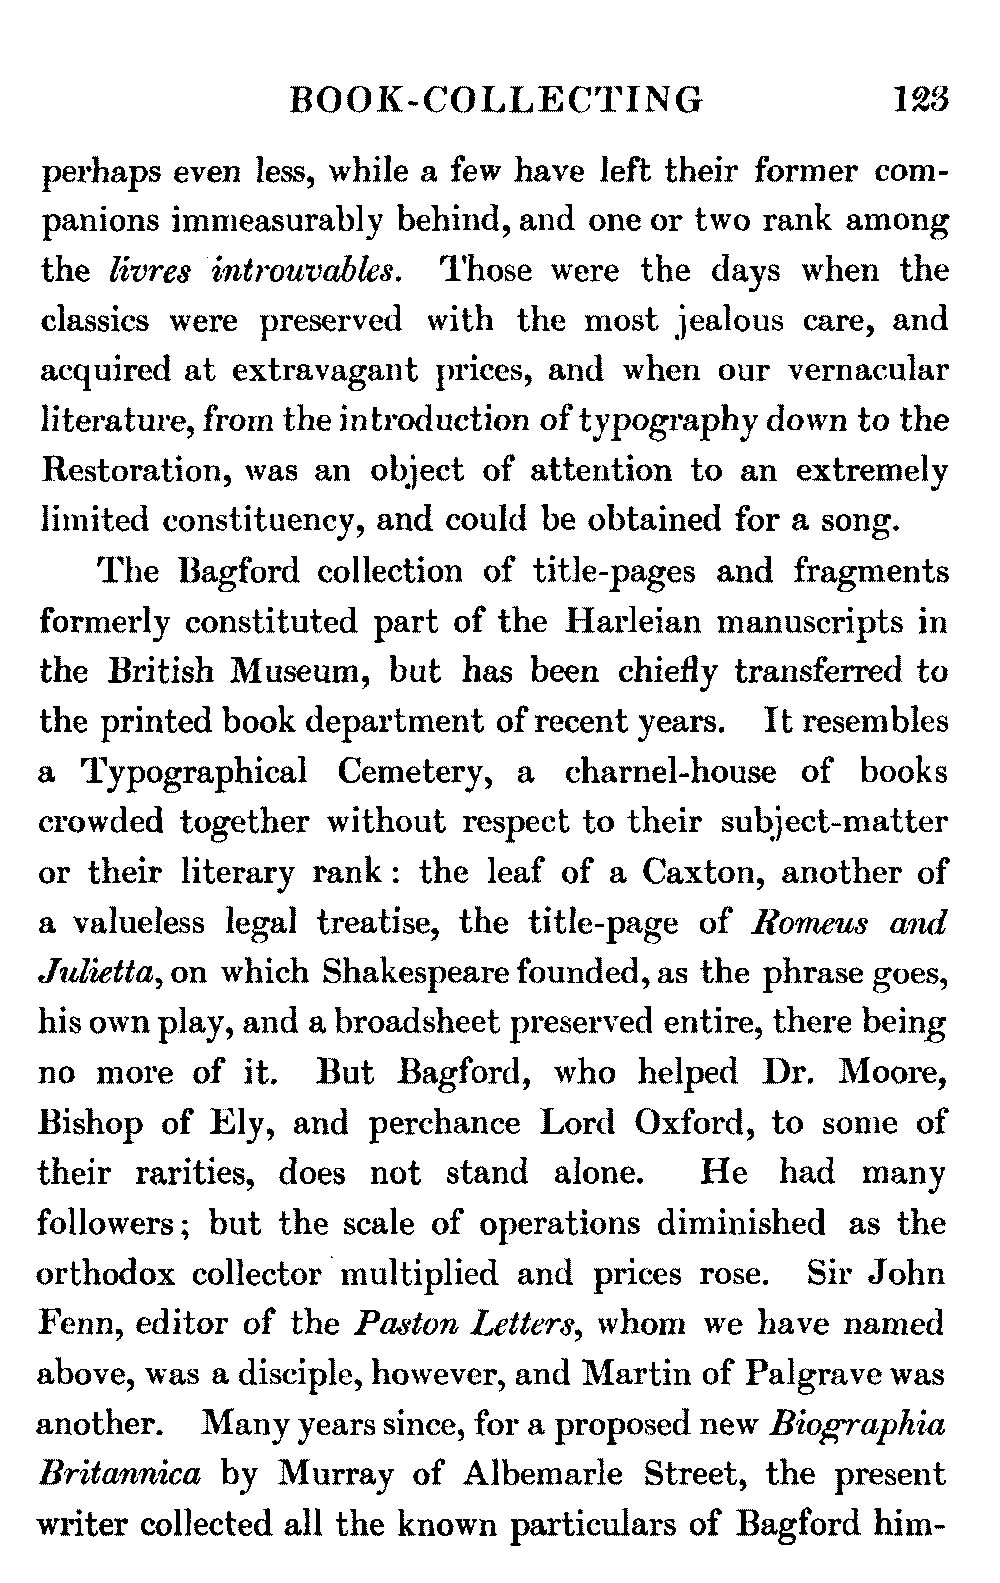 BOOK-COLLECTING 123
perhaps even less, while a few have left their former com-
panions immeasurably behind, and one or two rank among
the livres introuvables. Those were the days when the
classics were preserved with the most jealous care, and
acquired at extravagant prices, and when our vernacular
literature, from the introduction of typography down to the
Restoration, was an object of attention to an extremely
limited constituency, and could be obtained for a song.
The Bagford collection of title-pages and fragments
formerly constituted part of the Harleian manuscripts in
the British Museum, but has been chiefly transferred to
the printed book department of recent years. It resembles
a Typographical Cemetery, a charnel-house of books
crowded together without respect to their subject-matter
or their literary rank : the leaf of a Caxton, another of
a valueless legal treatise, the title-page of Romeus and
Julietta, on which Shakespeare founded, as the phrase goes,
his own play, and a broadsheet preserved entire, there being
no more of it. But Bagford, who helped Dr. Moore,
Bishop of Ely, and perchance Lord Oxford, to some of
their rarities, does not stand alone. He had many
followers; but the scale of operations diminished as the
orthodox collector multiplied and prices rose. Sir John
Fenn, editor of the Paston Letters, whom we have named
above, was a disciple, however, and Martin of Palgrave was
another. Many years since, for a proposed new Biographia
Britannica by Murray of Albemarle Street, the present
writer collected all the known particulars of Bagford him-